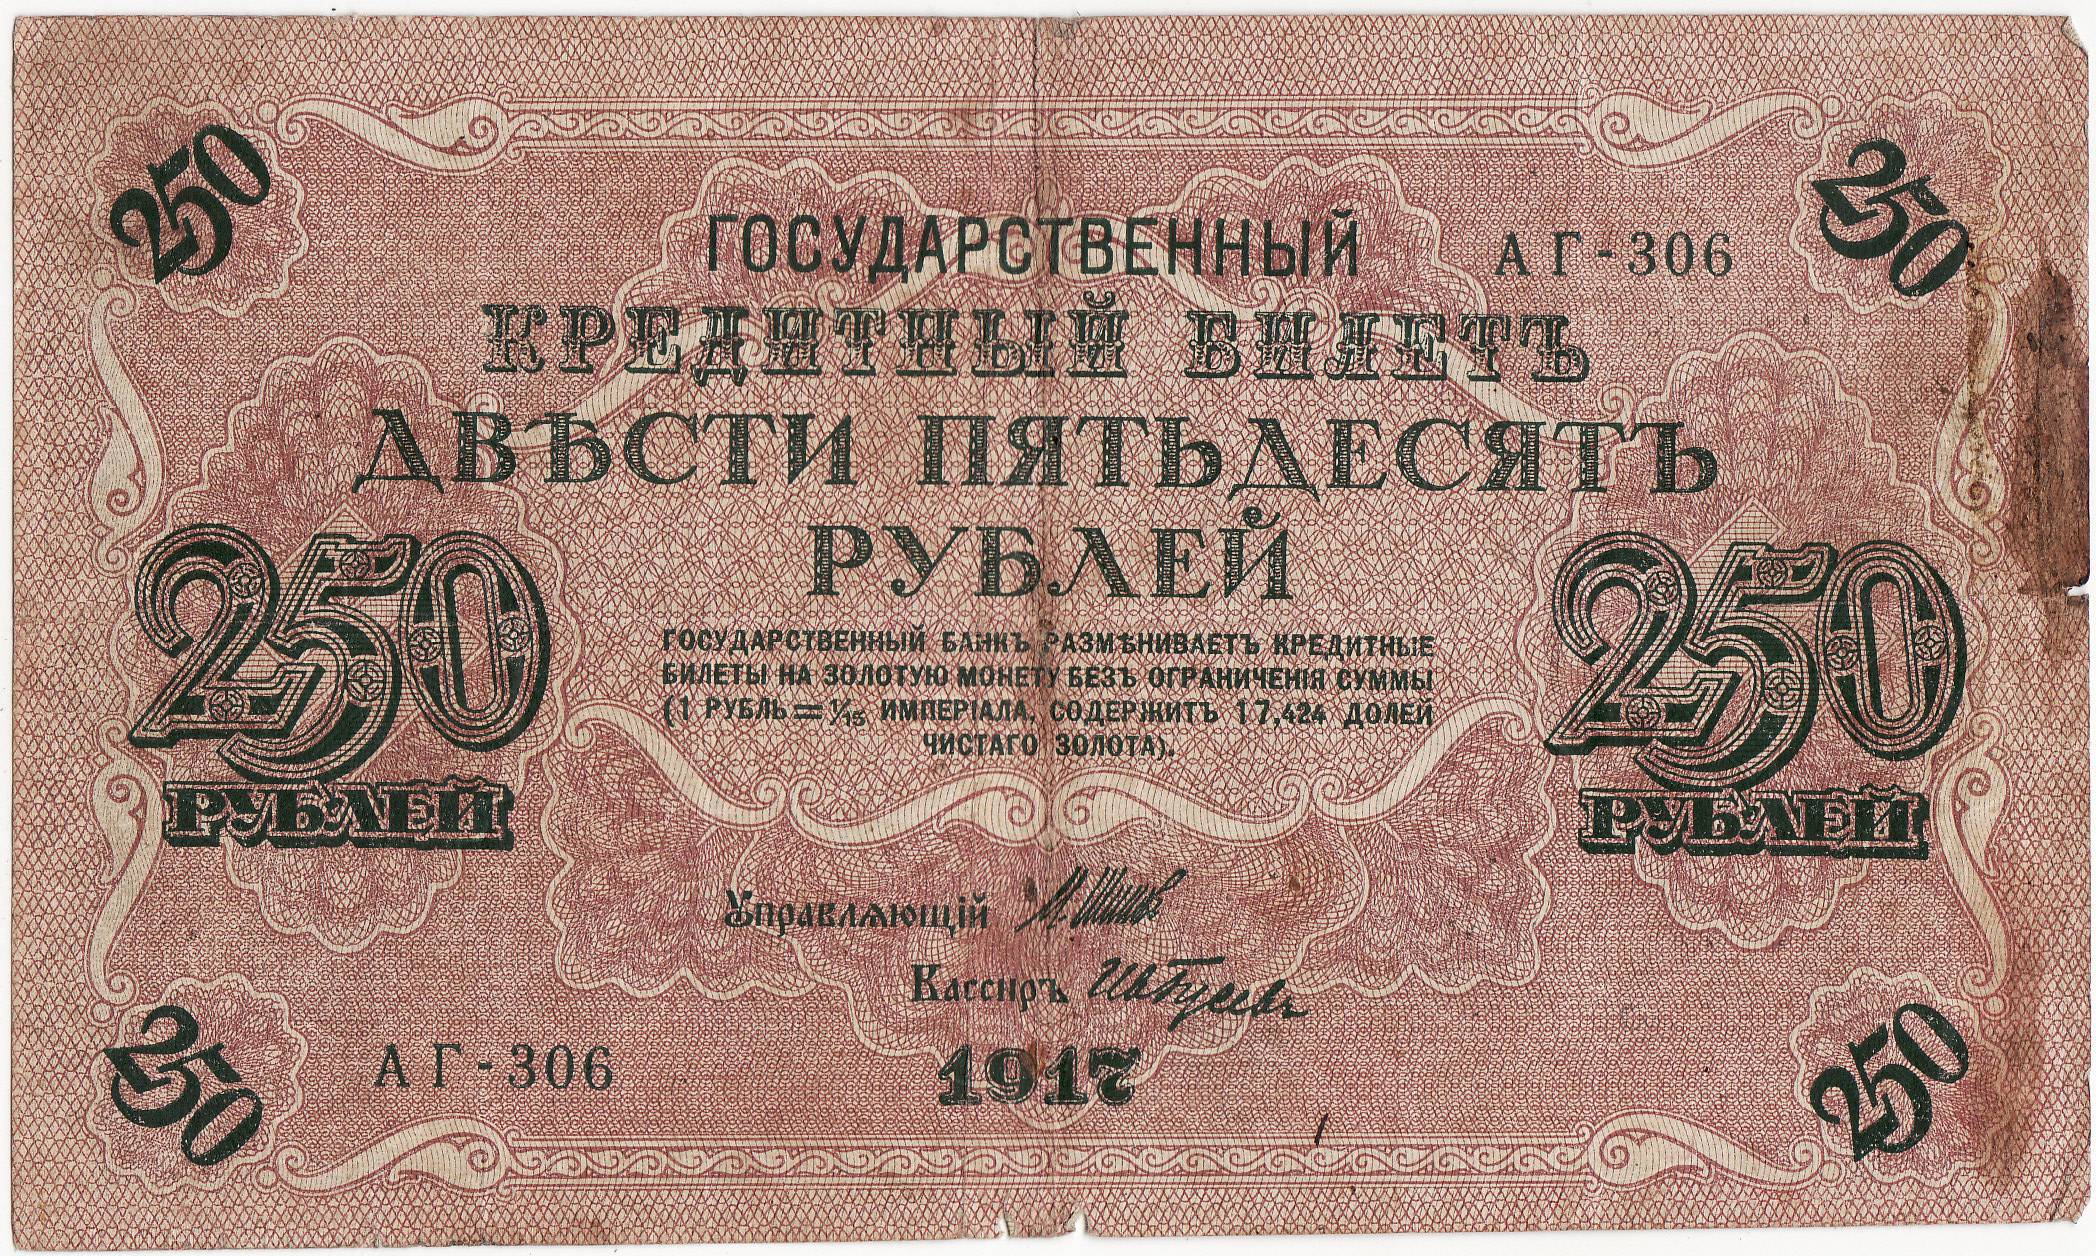 250 250
ГОСУДАРСТВЕННЫЙ АГ-306
КРЕДИТНЫЙ БИЛЕТЪ
ДВѢСТИ ПЯТЬДЕСЯТЪ
РУБЛЕЙ
250 250
РУБЛЕЙ РУБЛЕЙ
ГОСУДАРСТВЕННЫЙ БАНКЪ РАЗМѢНИВАЕТЪ КРЕДИТНЫЕ
БИЛЕТЫ НА ЗОЛОТУЮ МОНЕТУ БЕЗЪ ОГРАНИЧЕНІЯ СУММЫ
(1 РУБЛЬ = 1/15 ИМПЕРІАЛА, СОДЕРЖИТЪ 17,424 ДОЛЕЙ
ЧИСТАГО ЗОЛОТА).
Управляющій И. Шиповъ
Кассиръ
АГ-306 1917
250 250